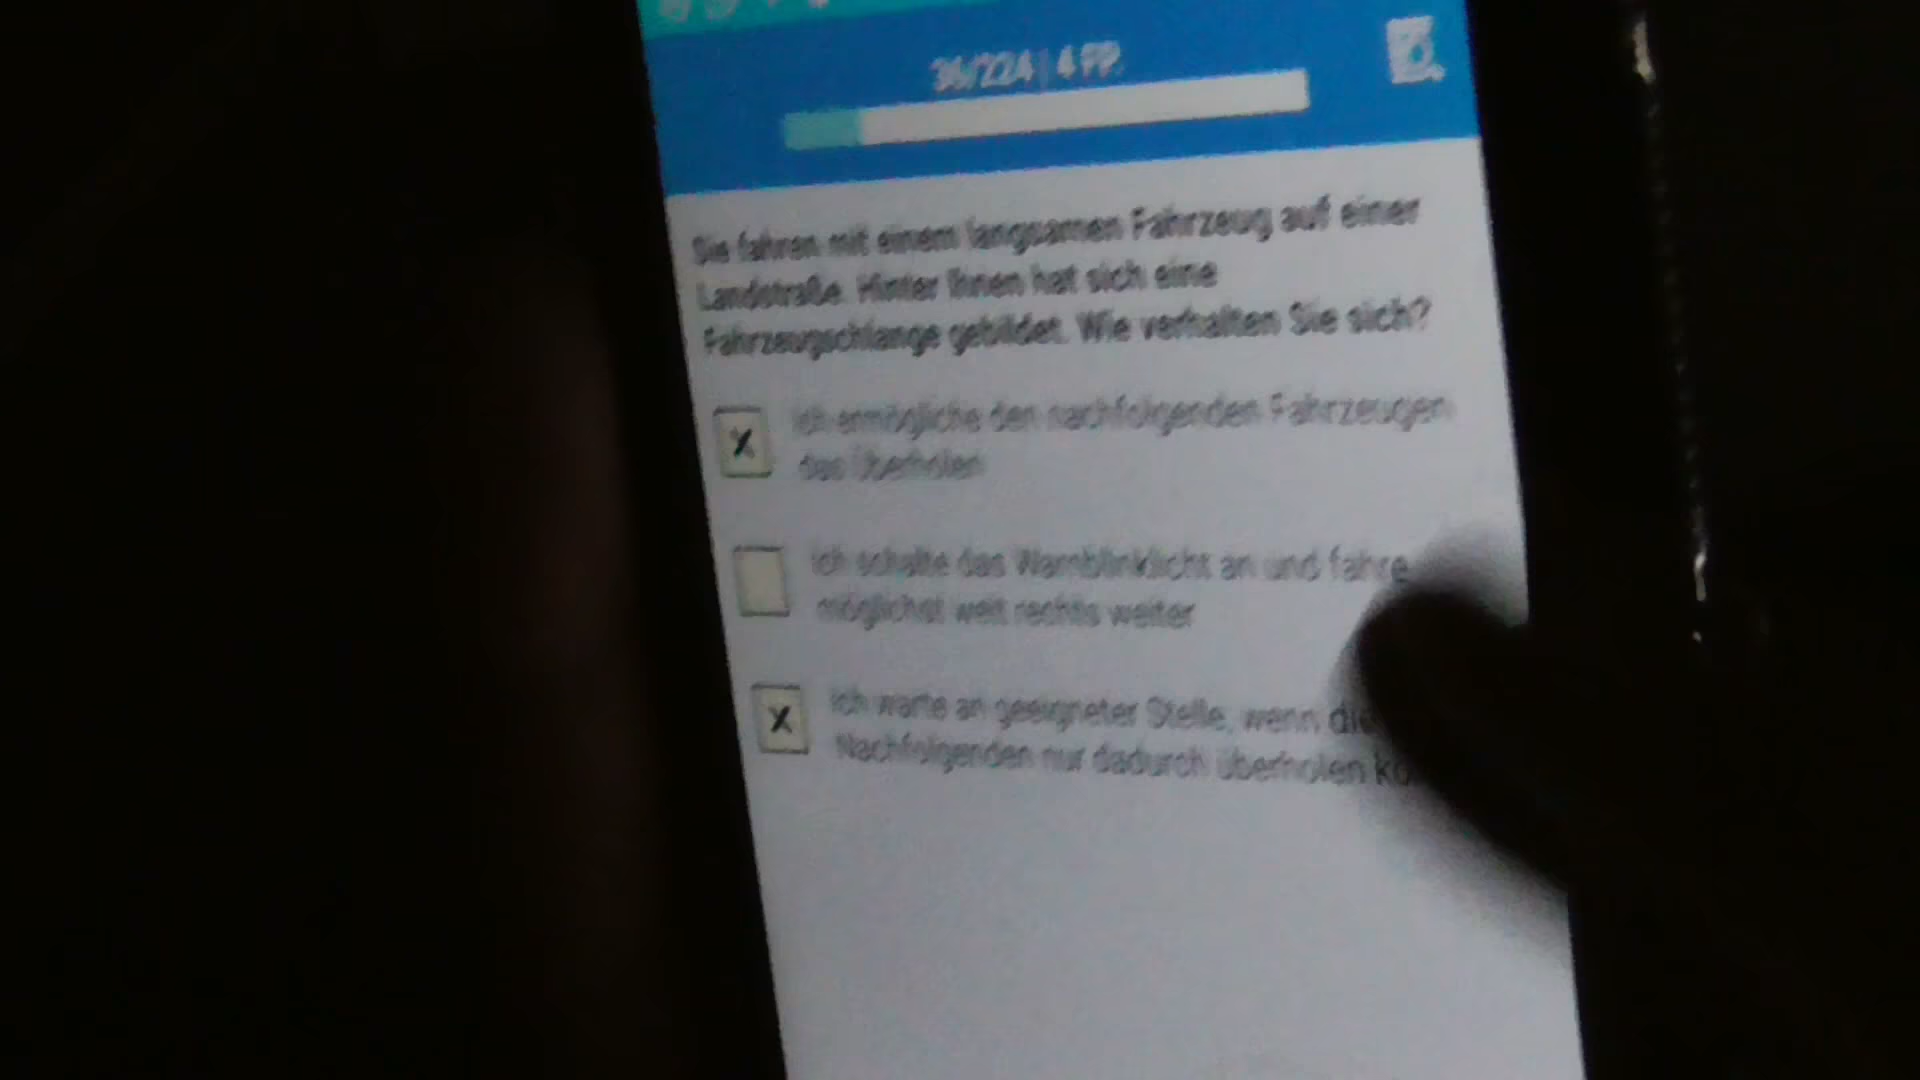 36/224 | 4 FP.
Sie fahren mit einem langsamen Fahrzeug auf einer
Landstraße. Hinter Ihnen hat sich eine
Fahrzeugschlange gebildet. Wie verhalten Sie sich?
Ich ermögliche den nachfolgenden Fahrzeugen
das Überholen
Ich schalte das Warnblinklicht an und fahre
möglichst weit rechts weiter
Ich warte an geeigneter Stelle, wenn die
Nachfolgenden nur dadurch überholen